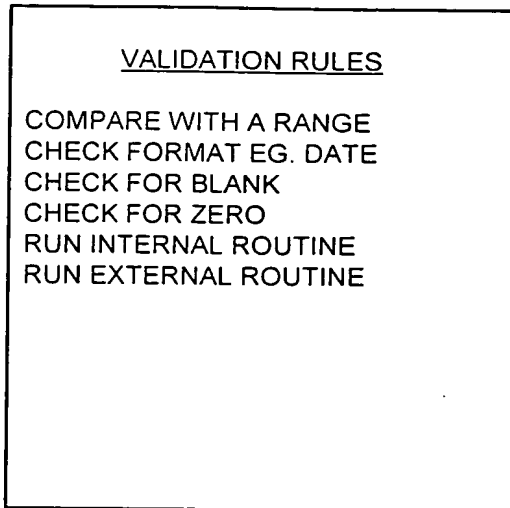 VALIDATION RULES
COMPARE WITH A RANGE
CHECK FORMAT EG. DATE
CHECK FOR BLANK
CHECK FOR ZERO
RUN INTERNAL ROUTINE
RUN EXTERNAL ROUTINE